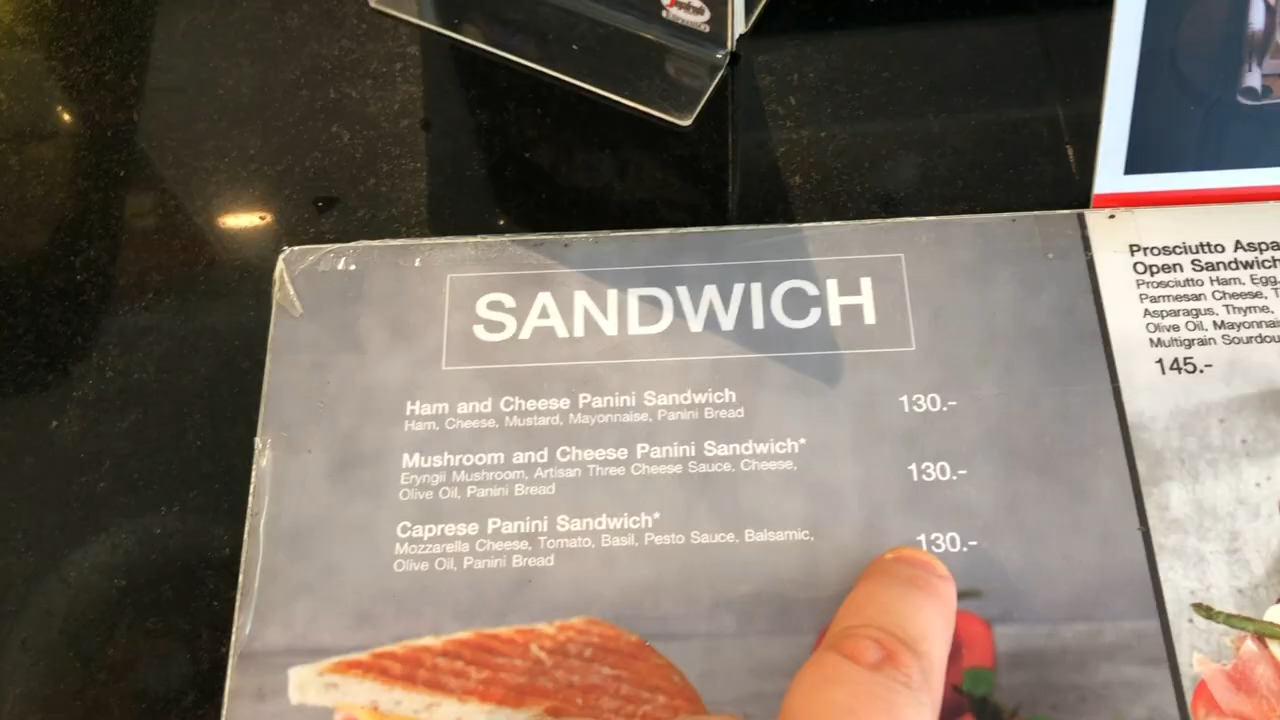 SANDWICH
Ham and Cheese Panini Sandwich 130.-
Ham, Cheese, Mustard, Mayonnaise, Panini Bread
Mushroom and Cheese Panini Sandwich* 130.-
Eryngii Mushroom, Artisan Three Cheese Sauce, Cheese,
Olive Oil, Panini Bread
Caprese Panini Sandwich* 130.-
Mozzarella Cheese, Tomato, Basil, Pesto Sauce, Balsamic,
Olive Oil, Panini Bread
Prosciutto Aspa
Open Sandwich
Prosciutto Ham, Egg,
Parmesan Cheese, T
Asparagus, Thyme,
Olive Oil, Mayonnai
Multigrain Sourdou
145.-